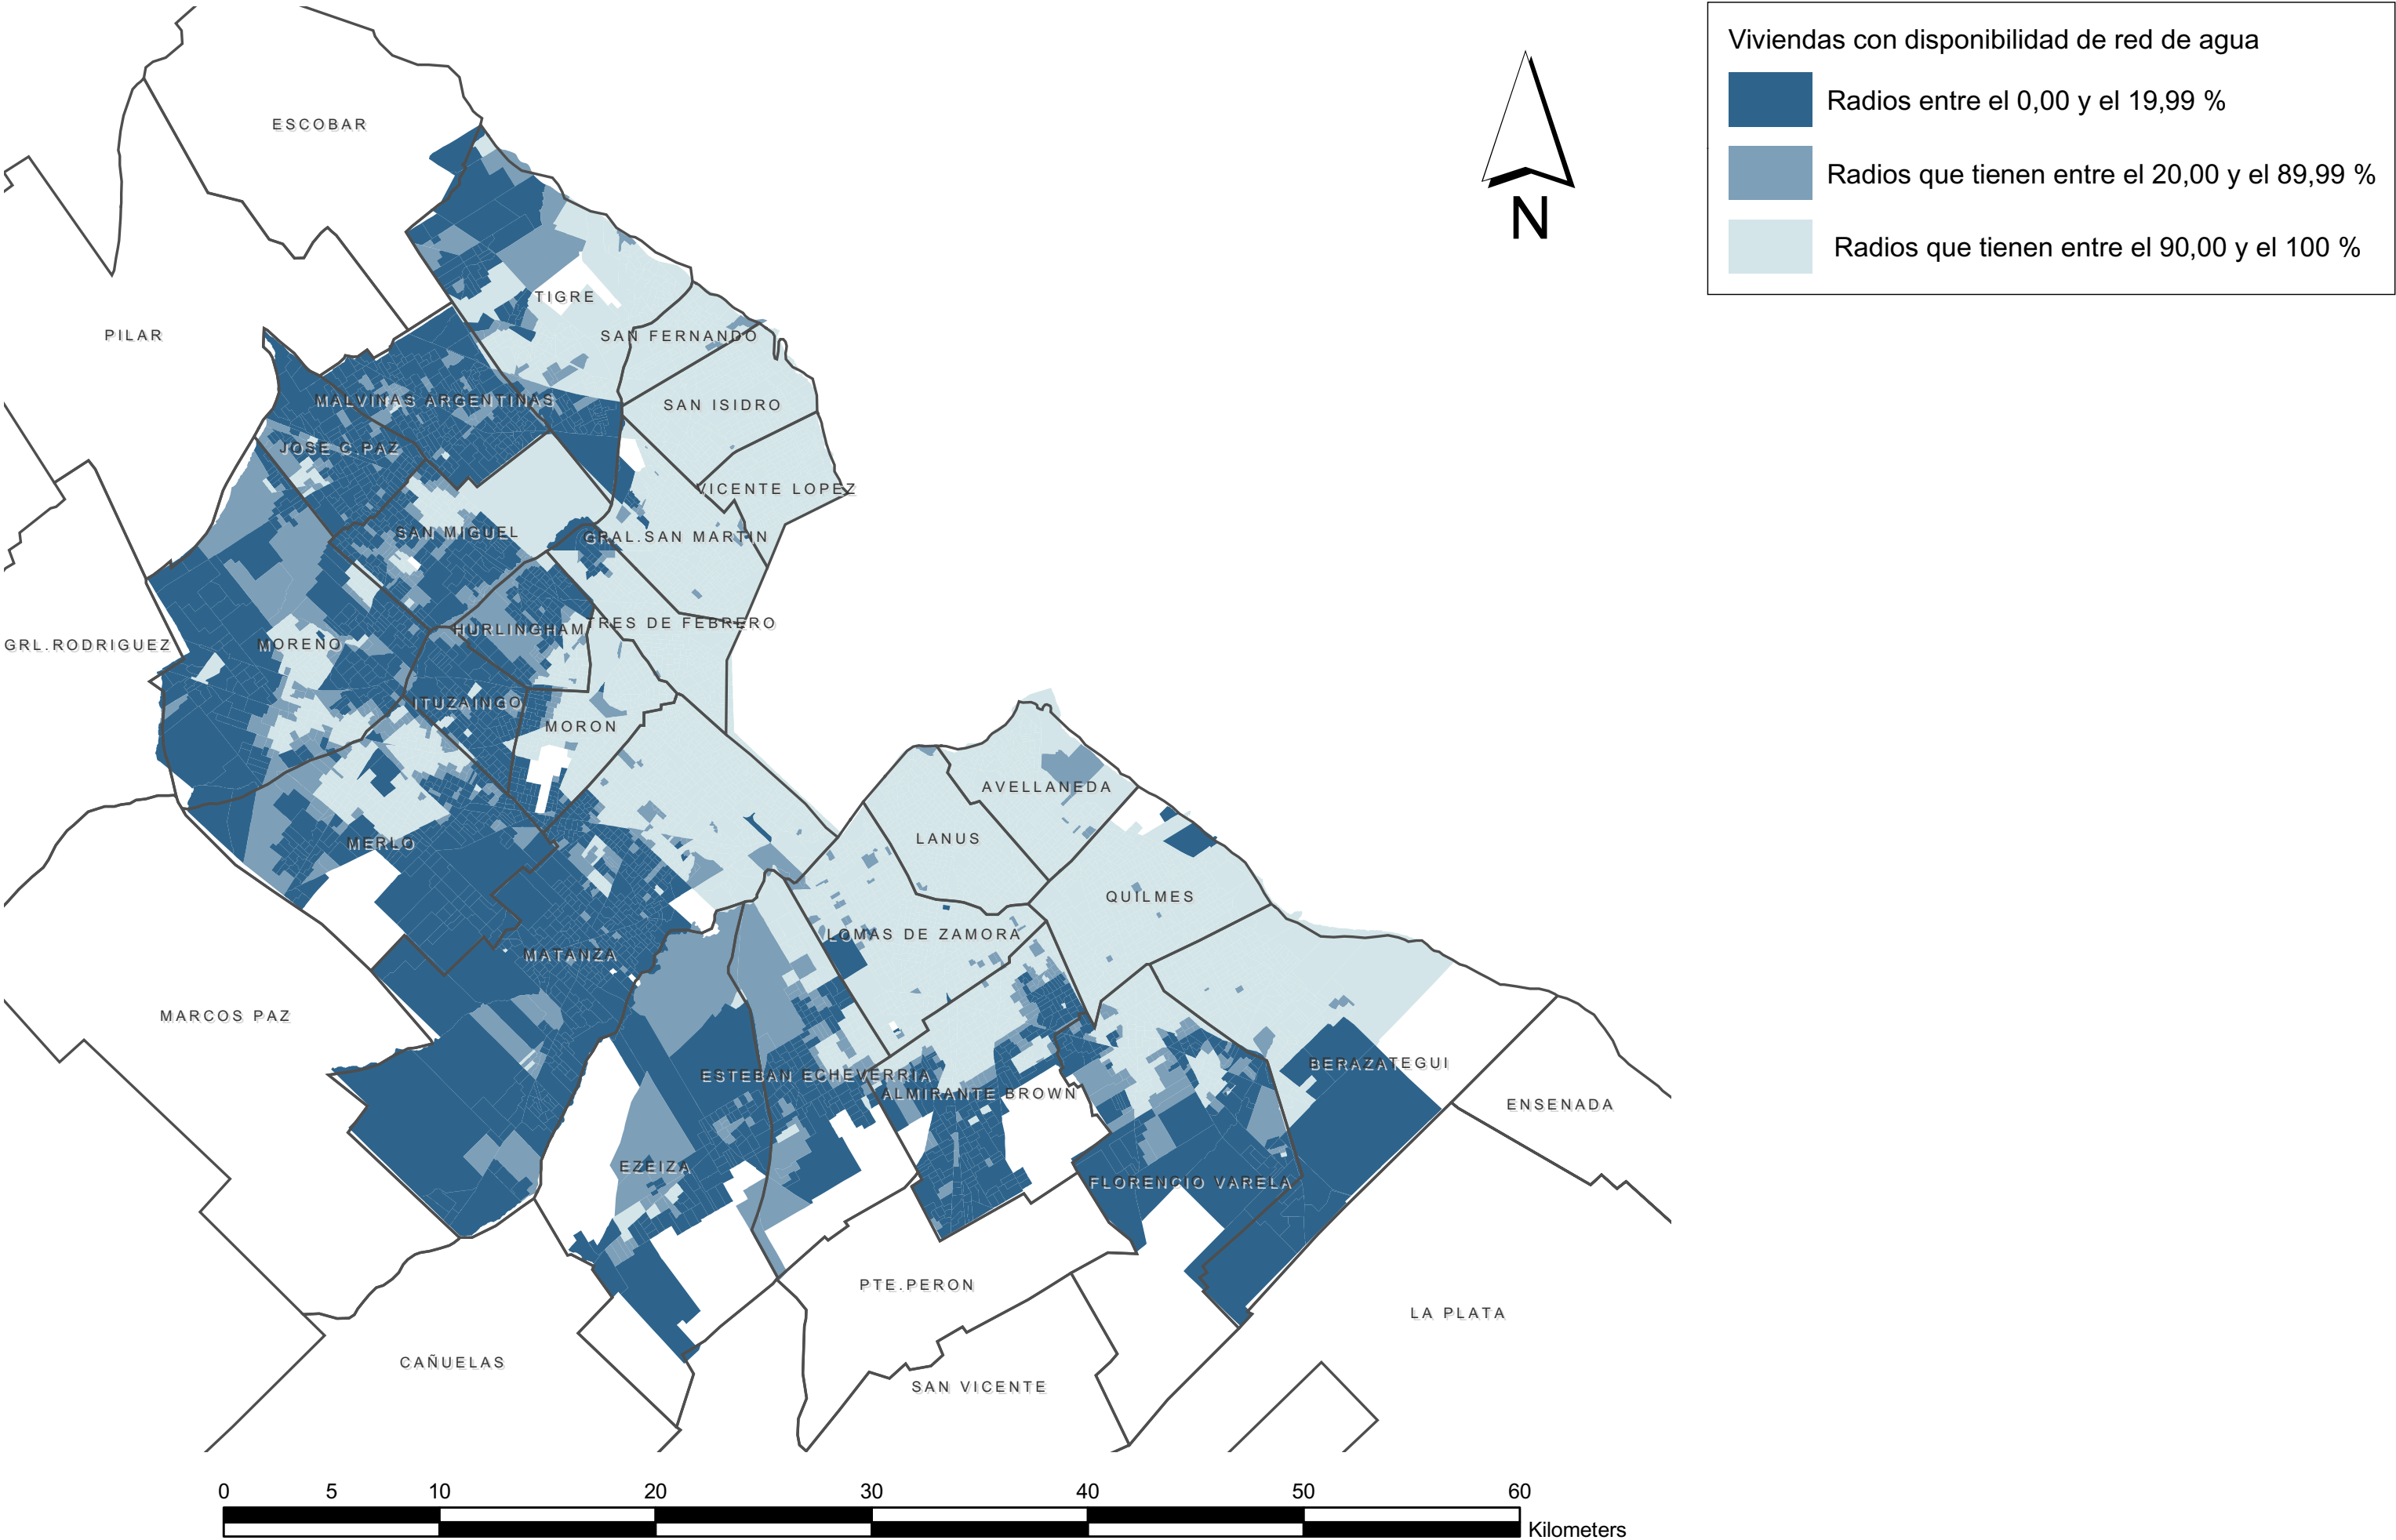 Viviendas con disponibilidad de red de agua
Radios entre el 0,00 y el 19,99 %
Radios que tienen entre el 20,00 y el 89,99 %
Radios que tienen entre el 90,00 y el 100 %
N
ESCOBAR
TIGRE
PILAR
SAN FERNANDO
MALVINAS ARGENTINAS
SAN ISIDRO
JOSE C.PAZ
VICENTE LOPEZ
SAN MIGUEL
GRAL.SAN MARTIN
HURLINGHAM
TRES DE FEBRERO
GRL.RODRIGUEZ
MORENO
ITUZAINGO
MORON
AVELLANEDA
LANUS
MERLO
QUILMES
LOMAS DE ZAMORA
MATANZA
MARCOS PAZ
BERAZATEGUI
ESTEBAN ECHEVERRIA
ALMIRANTE BROWN
ENSENADA
EZEIZA
FLORENCIO VARELA
PTE.PERON
LA PLATA
CAÑUELAS
SAN VICENTE
0 5 10 20 30 40 50 60
Kilometers